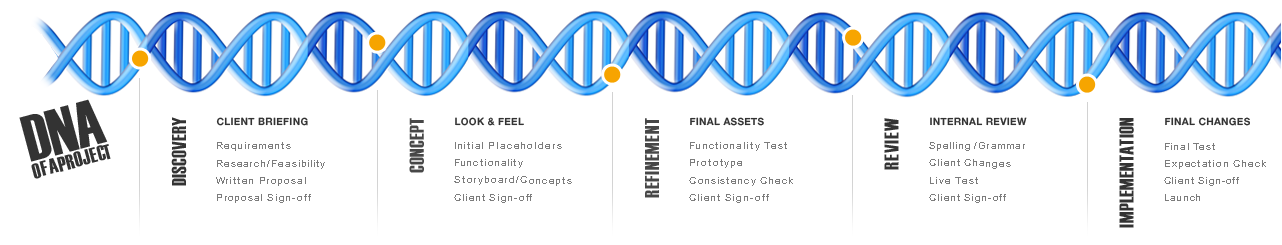 DNA
OF A PROJECT
DISCOVERY
CLIENT BRIEFING
Requirements
Research/Feasibility
Written Proposal
Proposal Sign-off
CONCEPT
LOOK & FEEL
Initial Placeholders
Functionality
Storyboard/Concepts
Client Sign-off
REFINEMENT
FINAL ASSETS
Functionality Test
Prototype
Consistency Check
Client Sign-off
REVIEW
INTERNAL REVIEW
Spelling/Grammar
Client Changes
Live Test
Client Sign-off
IMPLEMENTATION
FINAL CHANGES
Final Test
Expectation Check
Client Sign-off
Launch